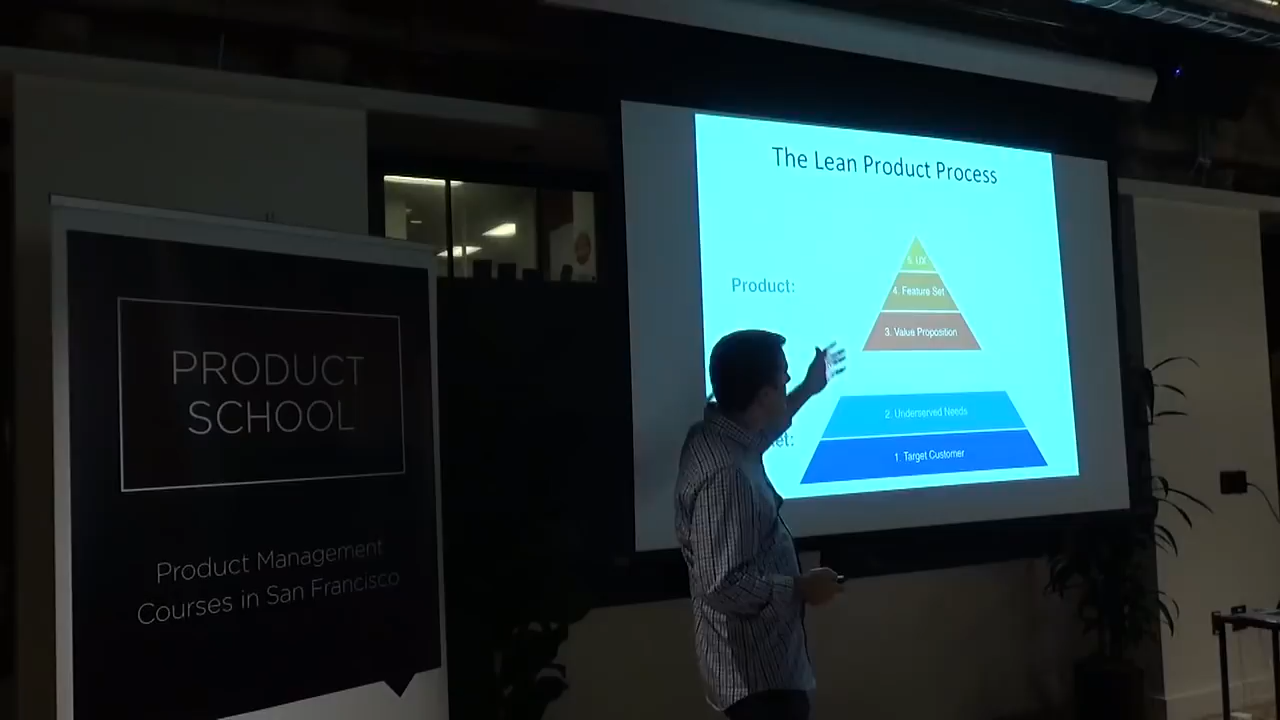 PRODUCT
SCHOOL
Product Management
Courses in San Francisco
The Lean Product Process
Product:
5. UX
4. Feature Set
3. Value Proposition
2. Underserved Needs
1. Target Customer